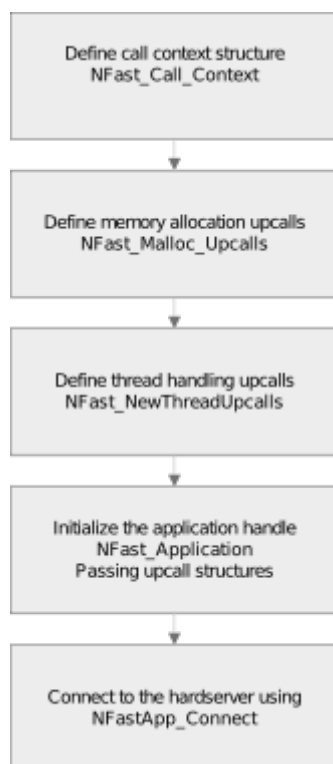 Define call context structure
NFast_Call_Context
Define memory allocation upcalls
NFast_Malloc_Upcalls
Define thread handling upcalls
NFast_NewThreadUpcalls
Initialize the application handle
NFast_Application
Passing upcall structures
Connect to the hardserver using
NFastApp_Connect